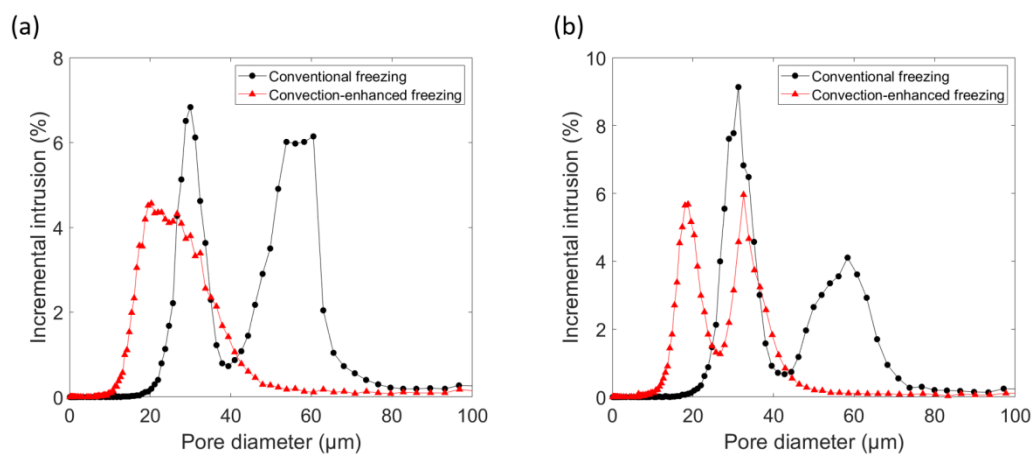 (a)
8
6
4
2
0
Incremental intrusion (%)
Conventional freezing
Convection-enhanced freezing
0 20 40 60 80 100
Pore diameter (µm)
(b)
10
8
6
4
2
0
Incremental intrusion (%)
Conventional freezing
Convection-enhanced freezing
0 20 40 60 80 100
Pore diameter (µm)